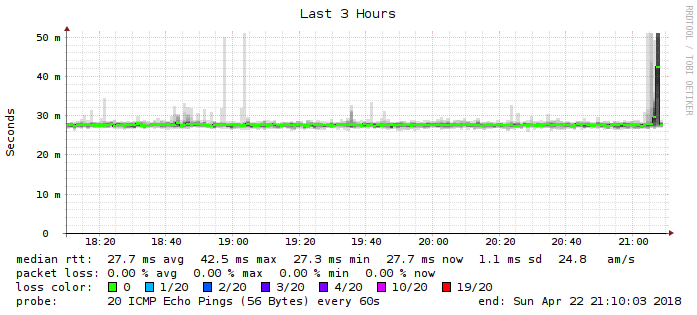 Last 3 Hours
RRDTOOL / TOBI OETIKER
Seconds
50 m
40 m
30 m
20 m
10 m
0
18:20 18:40 19:00 19:20 19:40 20:00 20:20 20:40 21:00
median rtt: 27.7 ms avg 42.5 ms max 27.3 ms min 27.7 ms now 1.1 ms sd 24.8 am/s
packet loss: 0.00 % avg 0.00 % max 0.00 % min 0.00 % now
loss color: 0 1/20 2/20 3/20 4/20 10/20 19/20
probe: 20 ICMP Echo Pings (56 Bytes) every 60s end: Sun Apr 22 21:10:03 2018